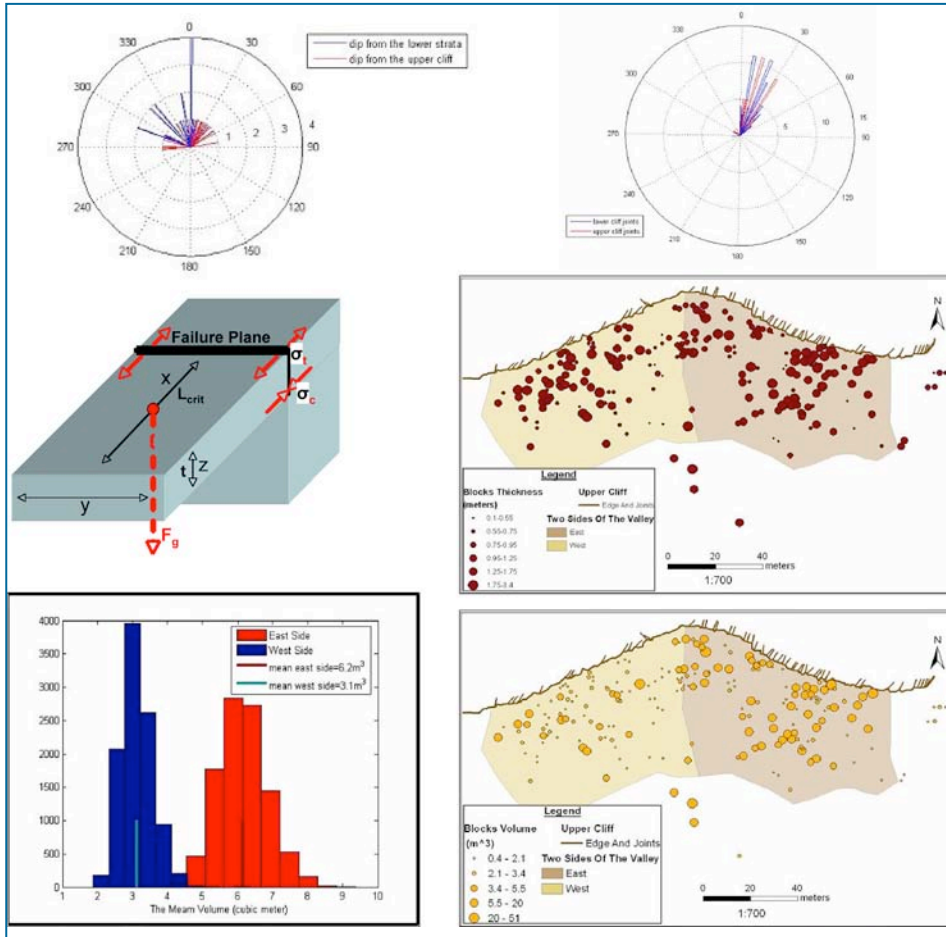 0
30
60
90
120
150
180
210
240
270
300
330
1
2
3
4
dip from the lower strata
dip from the upper cliff
0
30
60
90
120
150
180
210
240
270
300
330
5
10
15
lower cliff joints
upper cliff joints
Failure Plane
σt
x
Lcrit
σc
t
z
y
Fg
N
Legend
Blocks Thickness
(meters)
0.1-0.55
0.55-0.75
0.75-0.95
0.95-1.25
1.25-1.75
1.75-3.4
Upper Cliff
Edge And Joints
Two Sides Of The Valley
East
West
0 20 40
meters
1:700
4000
3500
3000
2500
2000
1500
1000
500
0
East Side
West Side
mean east side=6.2m³
mean west side=3.1m³
1 2 3 4 5 6 7 8 9 10
The Meam Volume (cubic meter)
N
Legend
Blocks Volume
(m^3)
0.4 - 2.1
2.1 - 3.4
3.4 - 5.5
5.5 - 20
20 - 51
Upper Cliff
Edge And Joints
Two Sides Of The Valley
East
West
0 20 40
meters
1:700